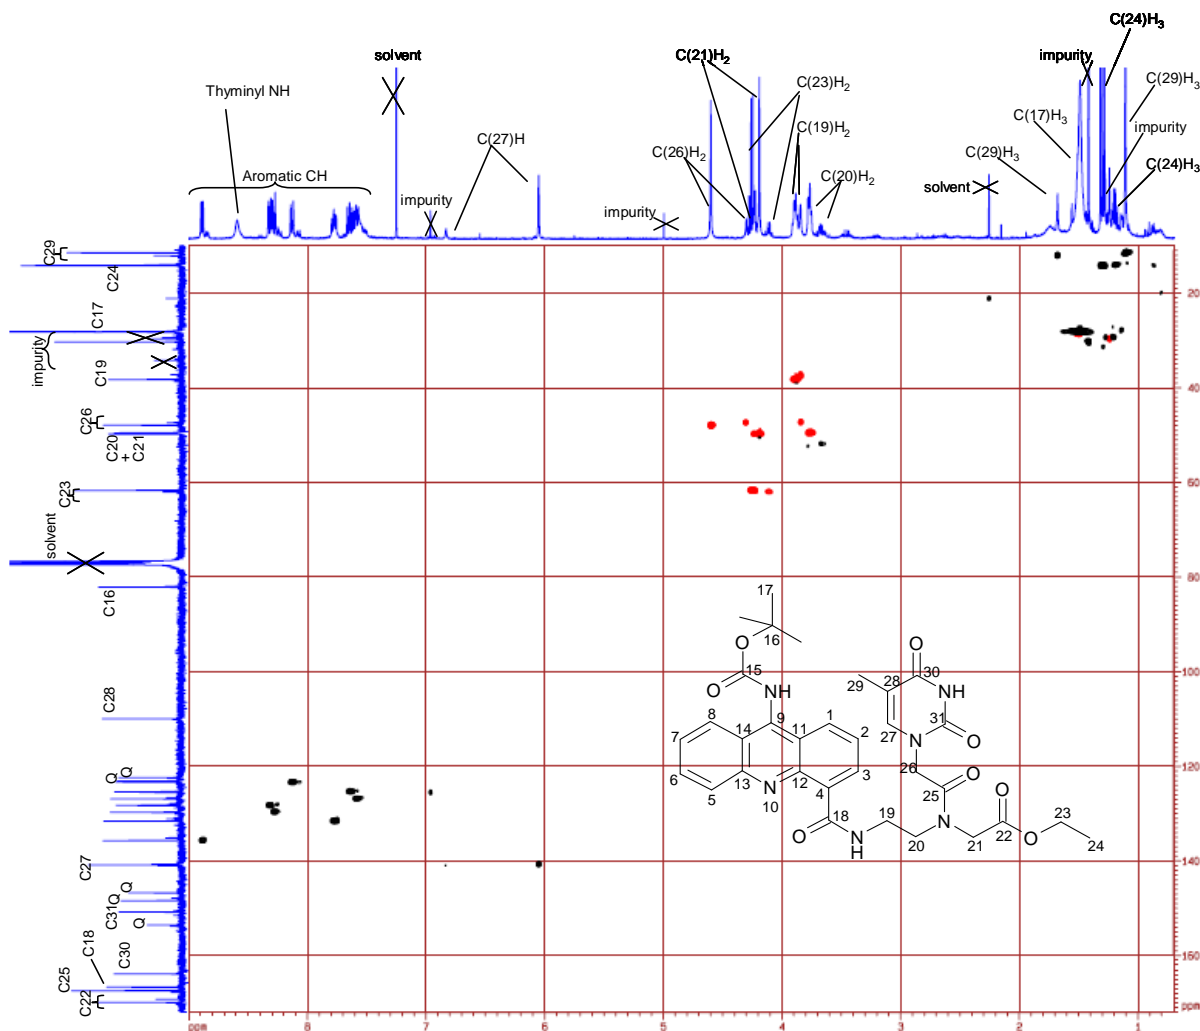 C(24)H3
solvent
C(21)H2
impurity
C(29)H3
Thyminyl NH
C(23)H2
C(17)H3
impurity
C(19)H2
C(27)H
C(26)H2
C(29)H3
C(24)H3
Aromatic CH
C(20)H2
solvent
impurity
impurity
C29
C24
C17
impurity
C19
C26
C20
+ C21
C23
solvent
C16
C28
Q Q
C27
Q
Q
C31
Q
C18
C30
C25
C22
20
40
60
80
100
120
140
160
ppm
ppm
8
7
6
5
4
3
2
1
ppm
17
16
O
15
O
NH
8
9
1
7
14
11
2
6
13
12
3
5
N
10
4
18
O
N
H
19
20
N
21
22
O
O
23
24
25
O
26
N
27
28
29
30
O
NH
31
O